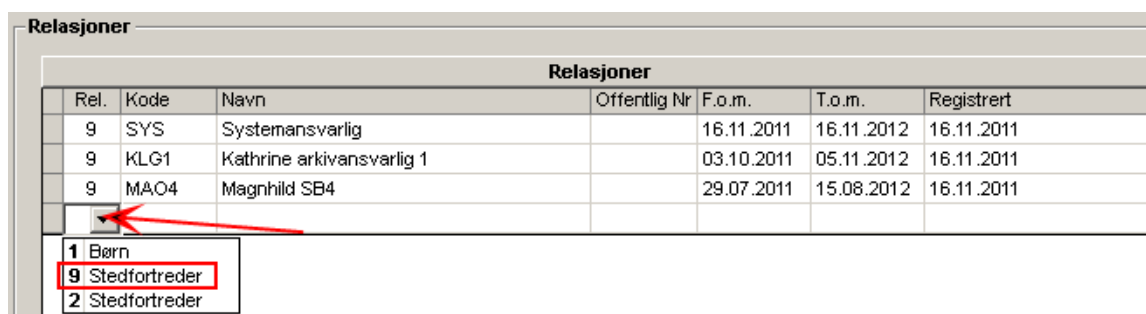 Relasjoner
Relasjoner
Rel. Kode Navn Offentlig Nr F.o.m. T.o.m. Registrert
9 SYS Systemansvarlig 16.11.2011 16.11.2012 16.11.2011
9 KLG1 Kathrine arkivansvarlig 1 03.10.2011 05.11.2012 16.11.2011
9 MAO4 Magnhild SB4 29.07.2011 15.08.2012 16.11.2011
1 Børn
9 Stedfortreder
2 Stedfortreder